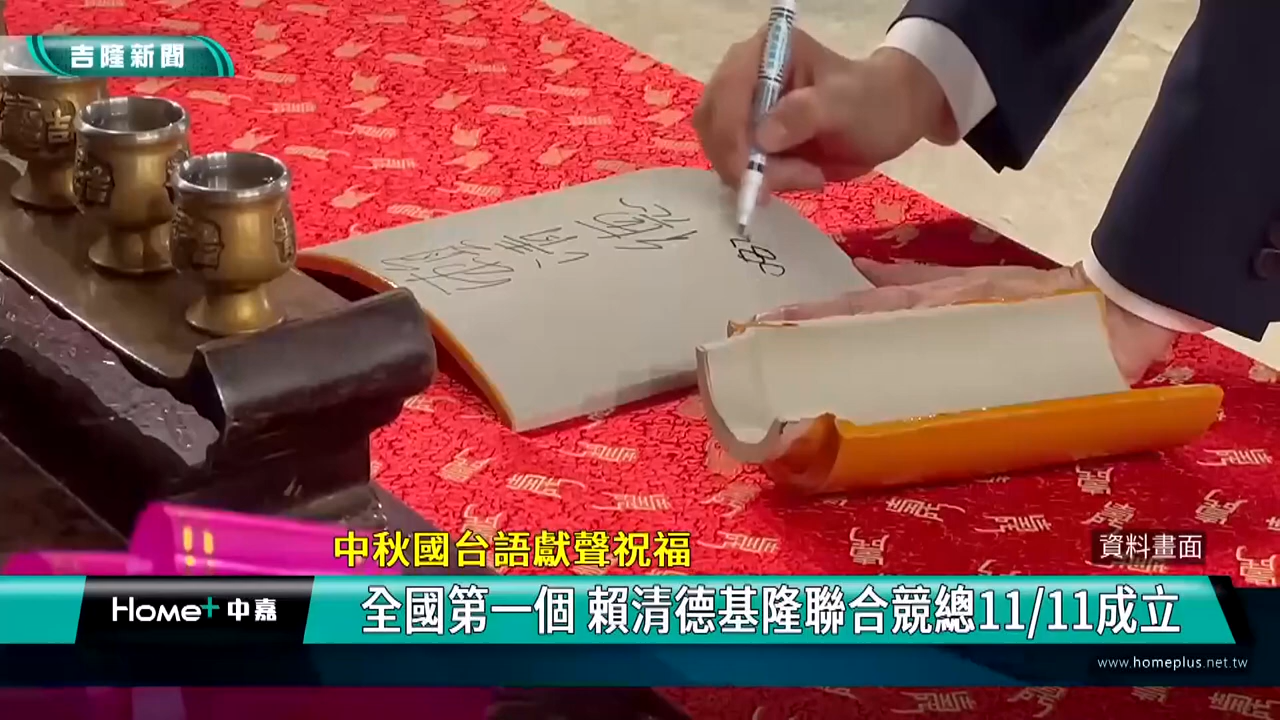 吉隆新聞
中秋國台語獻聲祝福
資料畫面
Home+中嘉
全國第一個 賴清德基隆聯合競總11/11成立
www.homeplus.net.tw